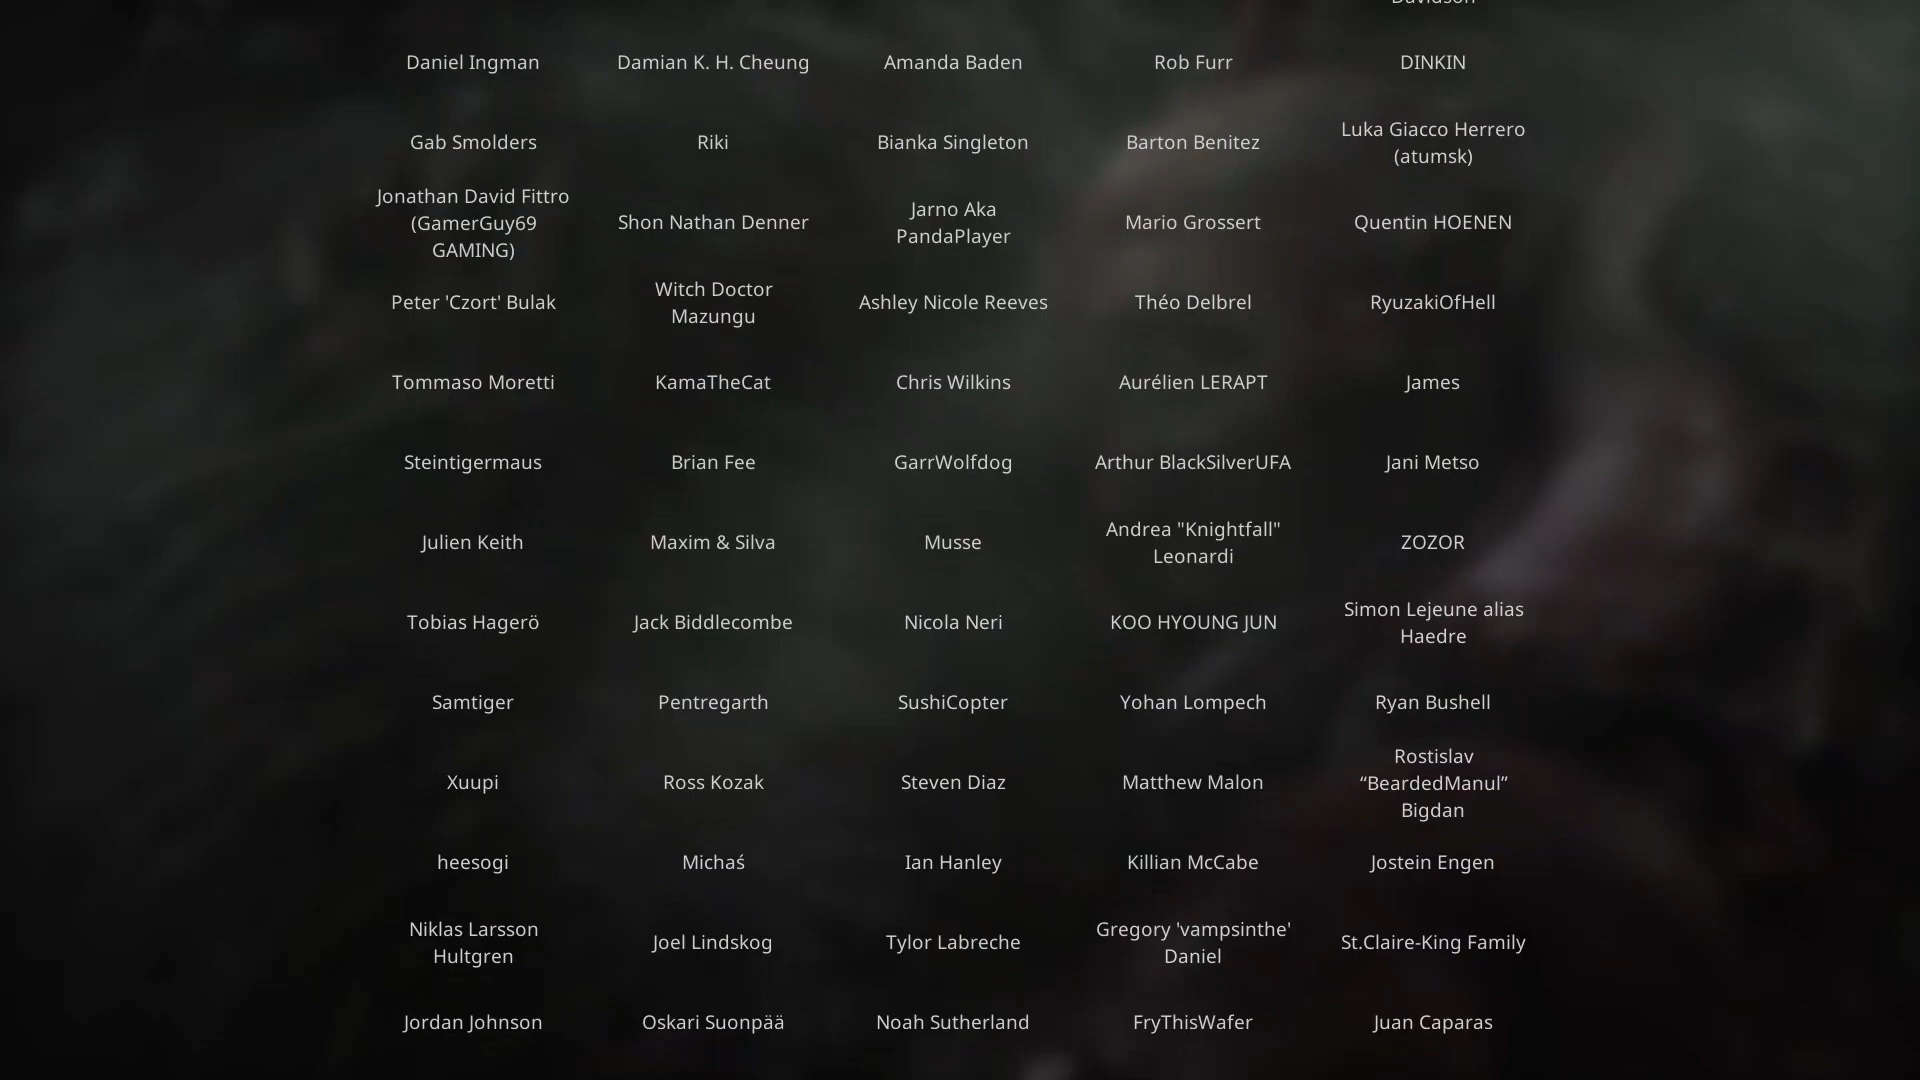 Davidson
Daniel Ingman Damian K. H. Cheung Amanda Baden Rob Furr DINKIN
Gab Smolders Riki Bianka Singleton Barton Benitez Luka Giacco Herrero
(atumsk)
Jonathan David Fittro
(GamerGuy69
GAMING)
Shon Nathan Denner
Jarno Aka
PandaPlayer
Mario Grossert
Quentin HOENEN
Peter 'Czort' Bulak
Witch Doctor
Mazungu
Ashley Nicole Reeves
Théo Delbrel
RyuzakiOfHell
Tommaso Moretti KamaTheCat Chris Wilkins Aurélien LERAPT James
Steintigermaus Brian Fee GarrWolfdog Arthur BlackSilverUFA Jani Metso
Julien Keith Maxim & Silva Musse
Andrea "Knightfall"
Leonardi
ZOZOR
Tobias Hagerö Jack Biddlecombe Nicola Neri KOO HYOUNG JUN
Simon Lejeune alias
Haedre
Samtiger Pentregarth SushiCopter Yohan Lompech Ryan Bushell
Xuupi Ross Kozak Steven Diaz Matthew Malon
Rostislav
“BeardedManul”
Bigdan
heesogi Michaś Ian Hanley Killian McCabe Jostein Engen
Niklas Larsson
Hultgren
Joel Lindskog
Tylor Labreche
Gregory 'vampsinthe'
Daniel
St.Claire-King Family
Jordan Johnson Oskari Suonpää Noah Sutherland FryThisWafer Juan Caparas